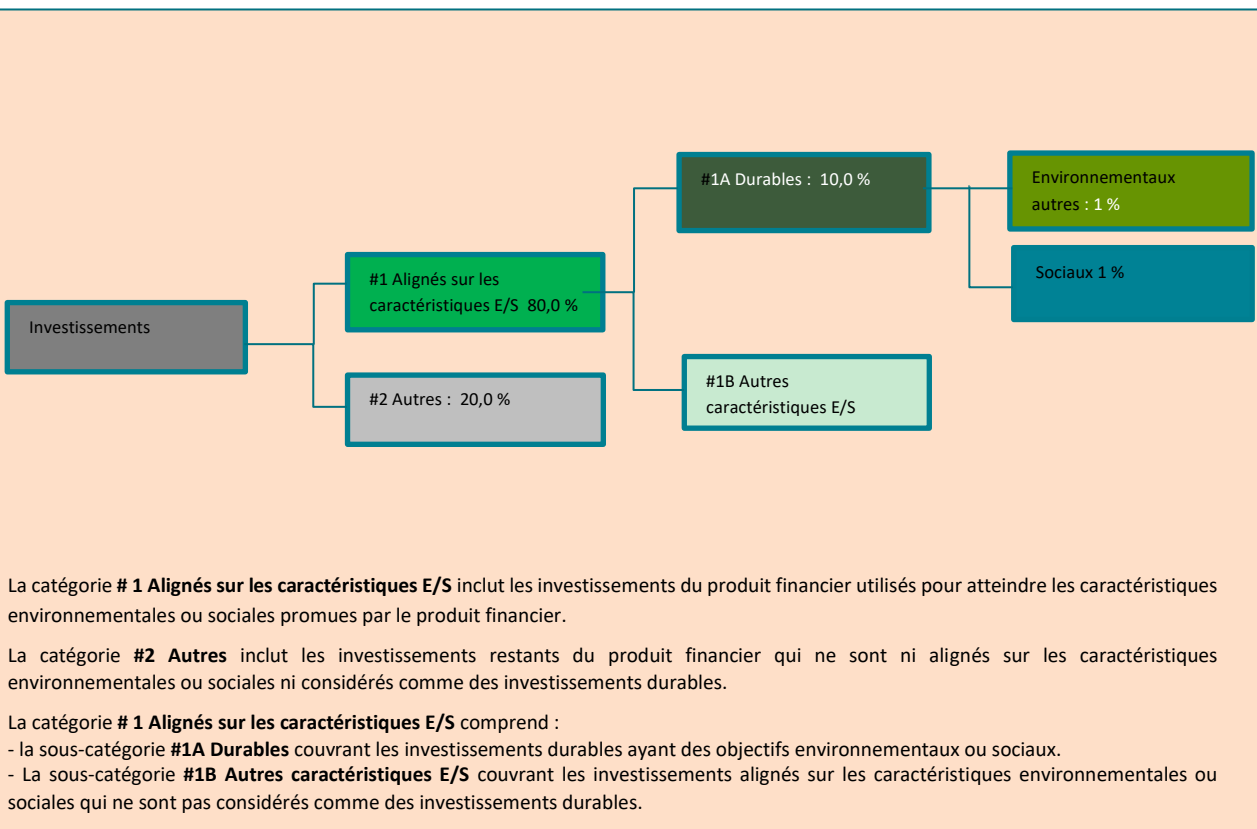 #1A Durables : 10,0 %
Environnementaux
autres : 1 %
#1 Alignés sur les
caractéristiques E/S 80,0 %
Sociaux 1 %
Investissements
#2 Autres : 20,0 %
#1B Autres
caractéristiques E/S
La catégorie # 1 Alignés sur les caractéristiques E/S inclut les investissements du produit financier utilisés pour atteindre les caractéristiques
environnementales ou sociales promues par le produit financier.
La catégorie #2 Autres inclut les investissements restants du produit financier qui ne sont ni alignés sur les caractéristiques
environnementales ou sociales ni considérés comme des investissements durables.
La catégorie # 1 Alignés sur les caractéristiques E/S comprend :
- la sous-catégorie #1A Durables couvrant les investissements durables ayant des objectifs environnementaux ou sociaux.
- La sous-catégorie #1B Autres caractéristiques E/S couvrant les investissements alignés sur les caractéristiques environnementales ou
sociales qui ne sont pas considérés comme des investissements durables.